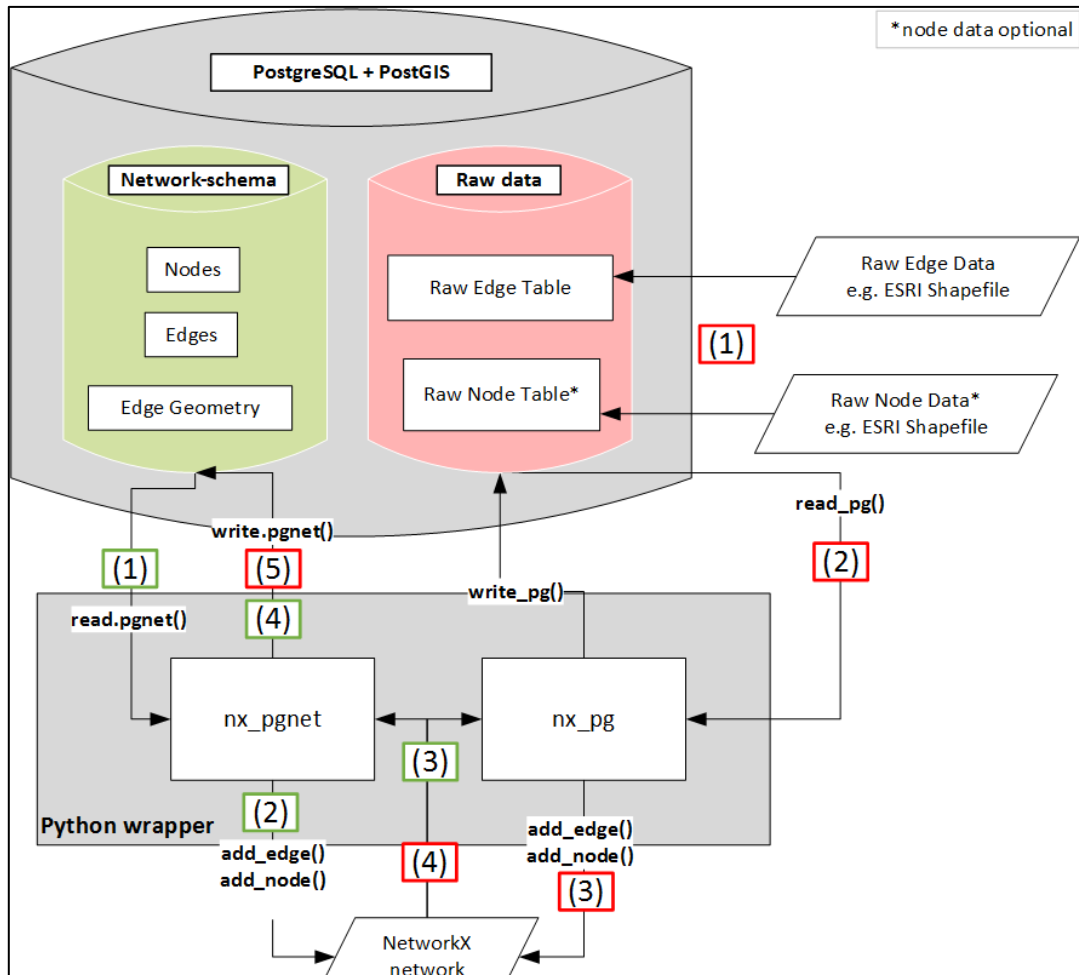 *node data optional
PostgreSQL + PostGIS
Network-schema
Raw data
Nodes
Edges
Edge Geometry
Raw Edge Table
Raw Node Table*
Raw Edge Data
e.g. ESRI Shapefile
(1)
Raw Node Data*
e.g. ESRI Shapefile
write.pgnet()
read_pg()
(1)
(5)
(2)
read.pgnet()
(4)
write_pg()
nx_pgnet
nx_pg
(3)
(2)
Python wrapper
add_edge()
add_node()
(4)
add_edge()
add_node()
(3)
NetworkX
network